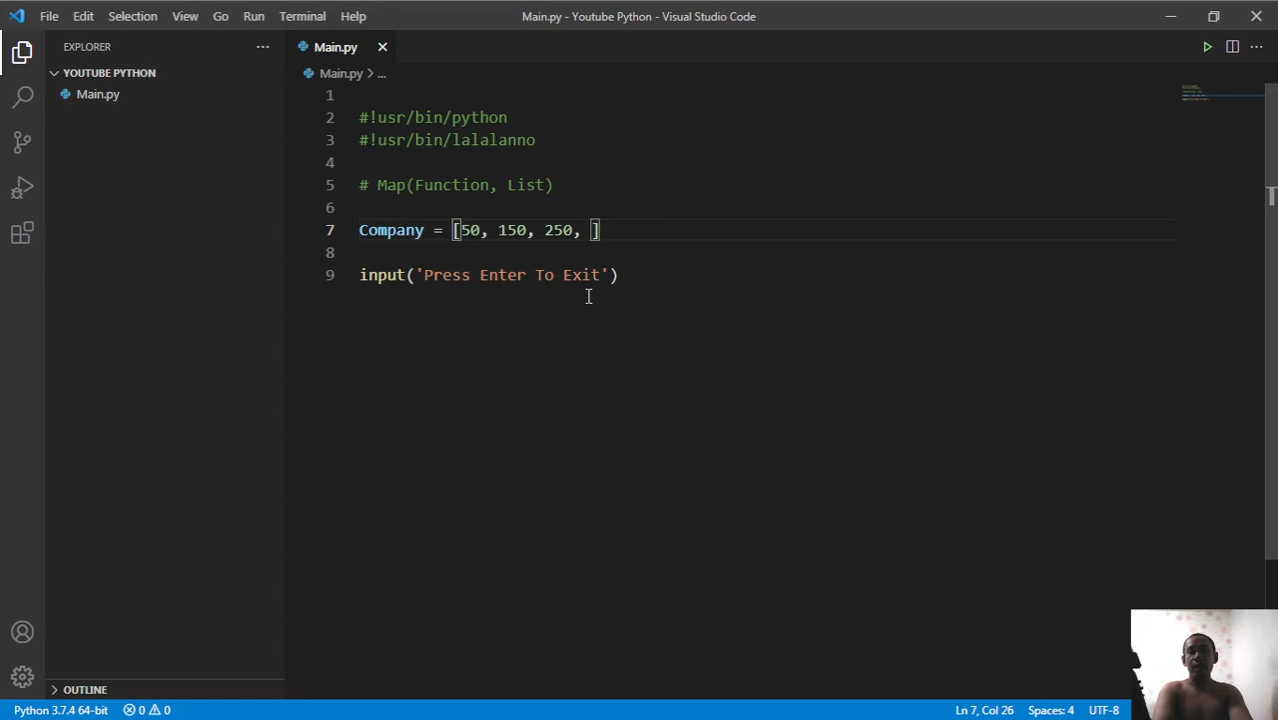 File Edit Selection View Go Run Terminal Help
Main.py - Youtube Python - Visual Studio Code
EXPLORER
YOUTUBE PYTHON
Main.py
Main.py
Main.py > ...
1
2 #!usr/bin/python
3 #!usr/bin/lalalanno
4
5 # Map(Function, List)
6
7 Company = [50, 150, 250, ]
8
9 input('Press Enter To Exit')
OUTLINE
Python 3.7.4 64-bit 0 0
Ln 7, Col 26 Spaces: 4 UTF-8